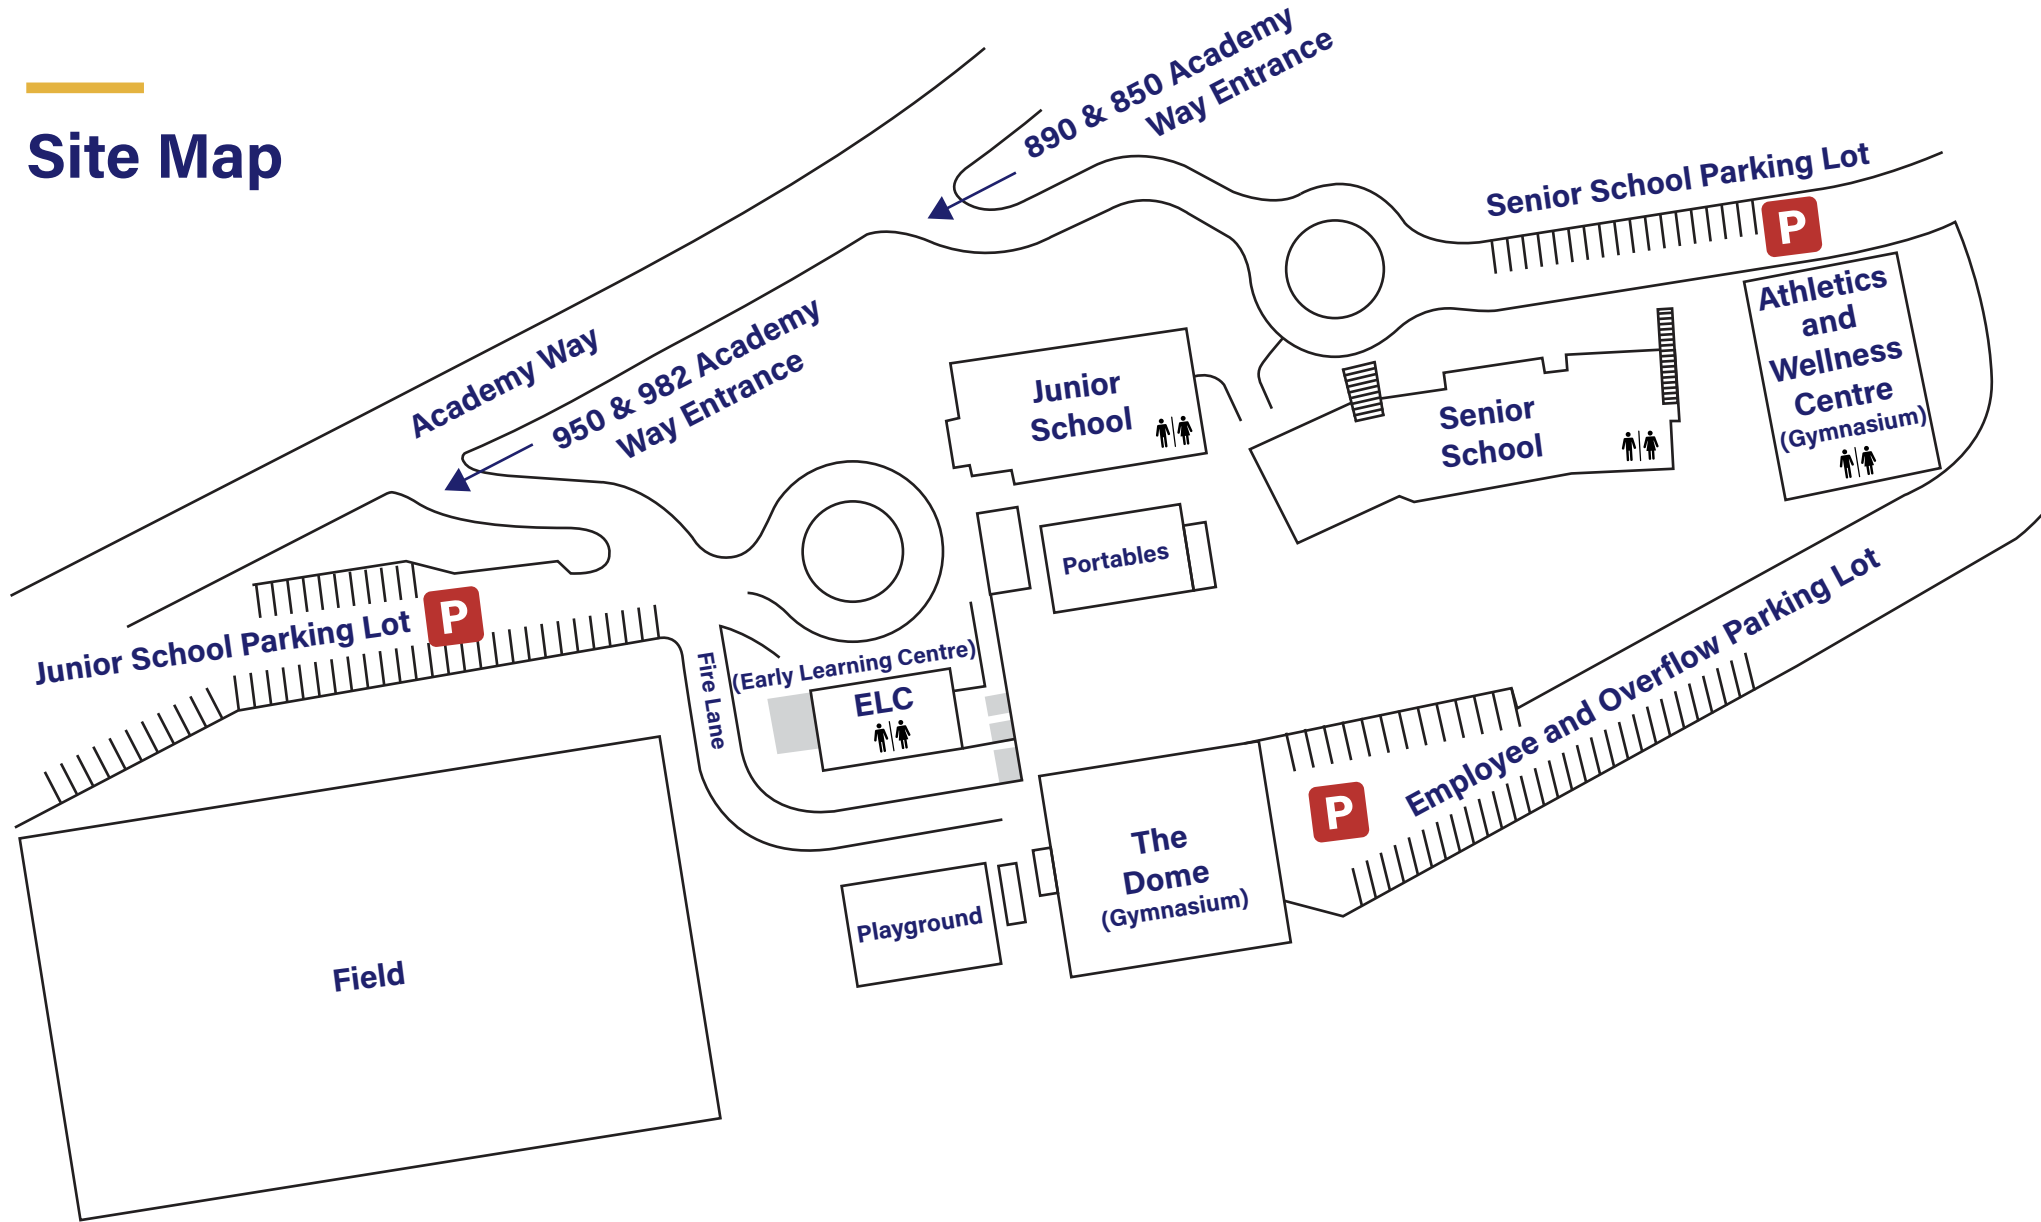 Site Map
890 & 850 Academy
Way Entrance
Senior School Parking Lot
P
Academy Way
950 & 982 Academy
Way Entrance
Junior
School
Senior
School
Athletics
and
Wellness
Centre
(Gymnasium)
Portables
Junior School Parking Lot
P
Fire Lane
(Early Learning Centre)
ELC
Employee and Overflow Parking Lot
P
The
Dome
(Gymnasium)
Playground
Field